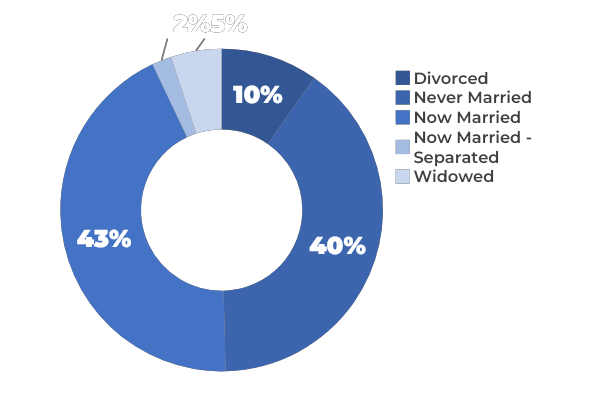 2%5%
10%
43%
40%
Divorced
Never Married
Now Married
Now Married -
Separated
Widowed